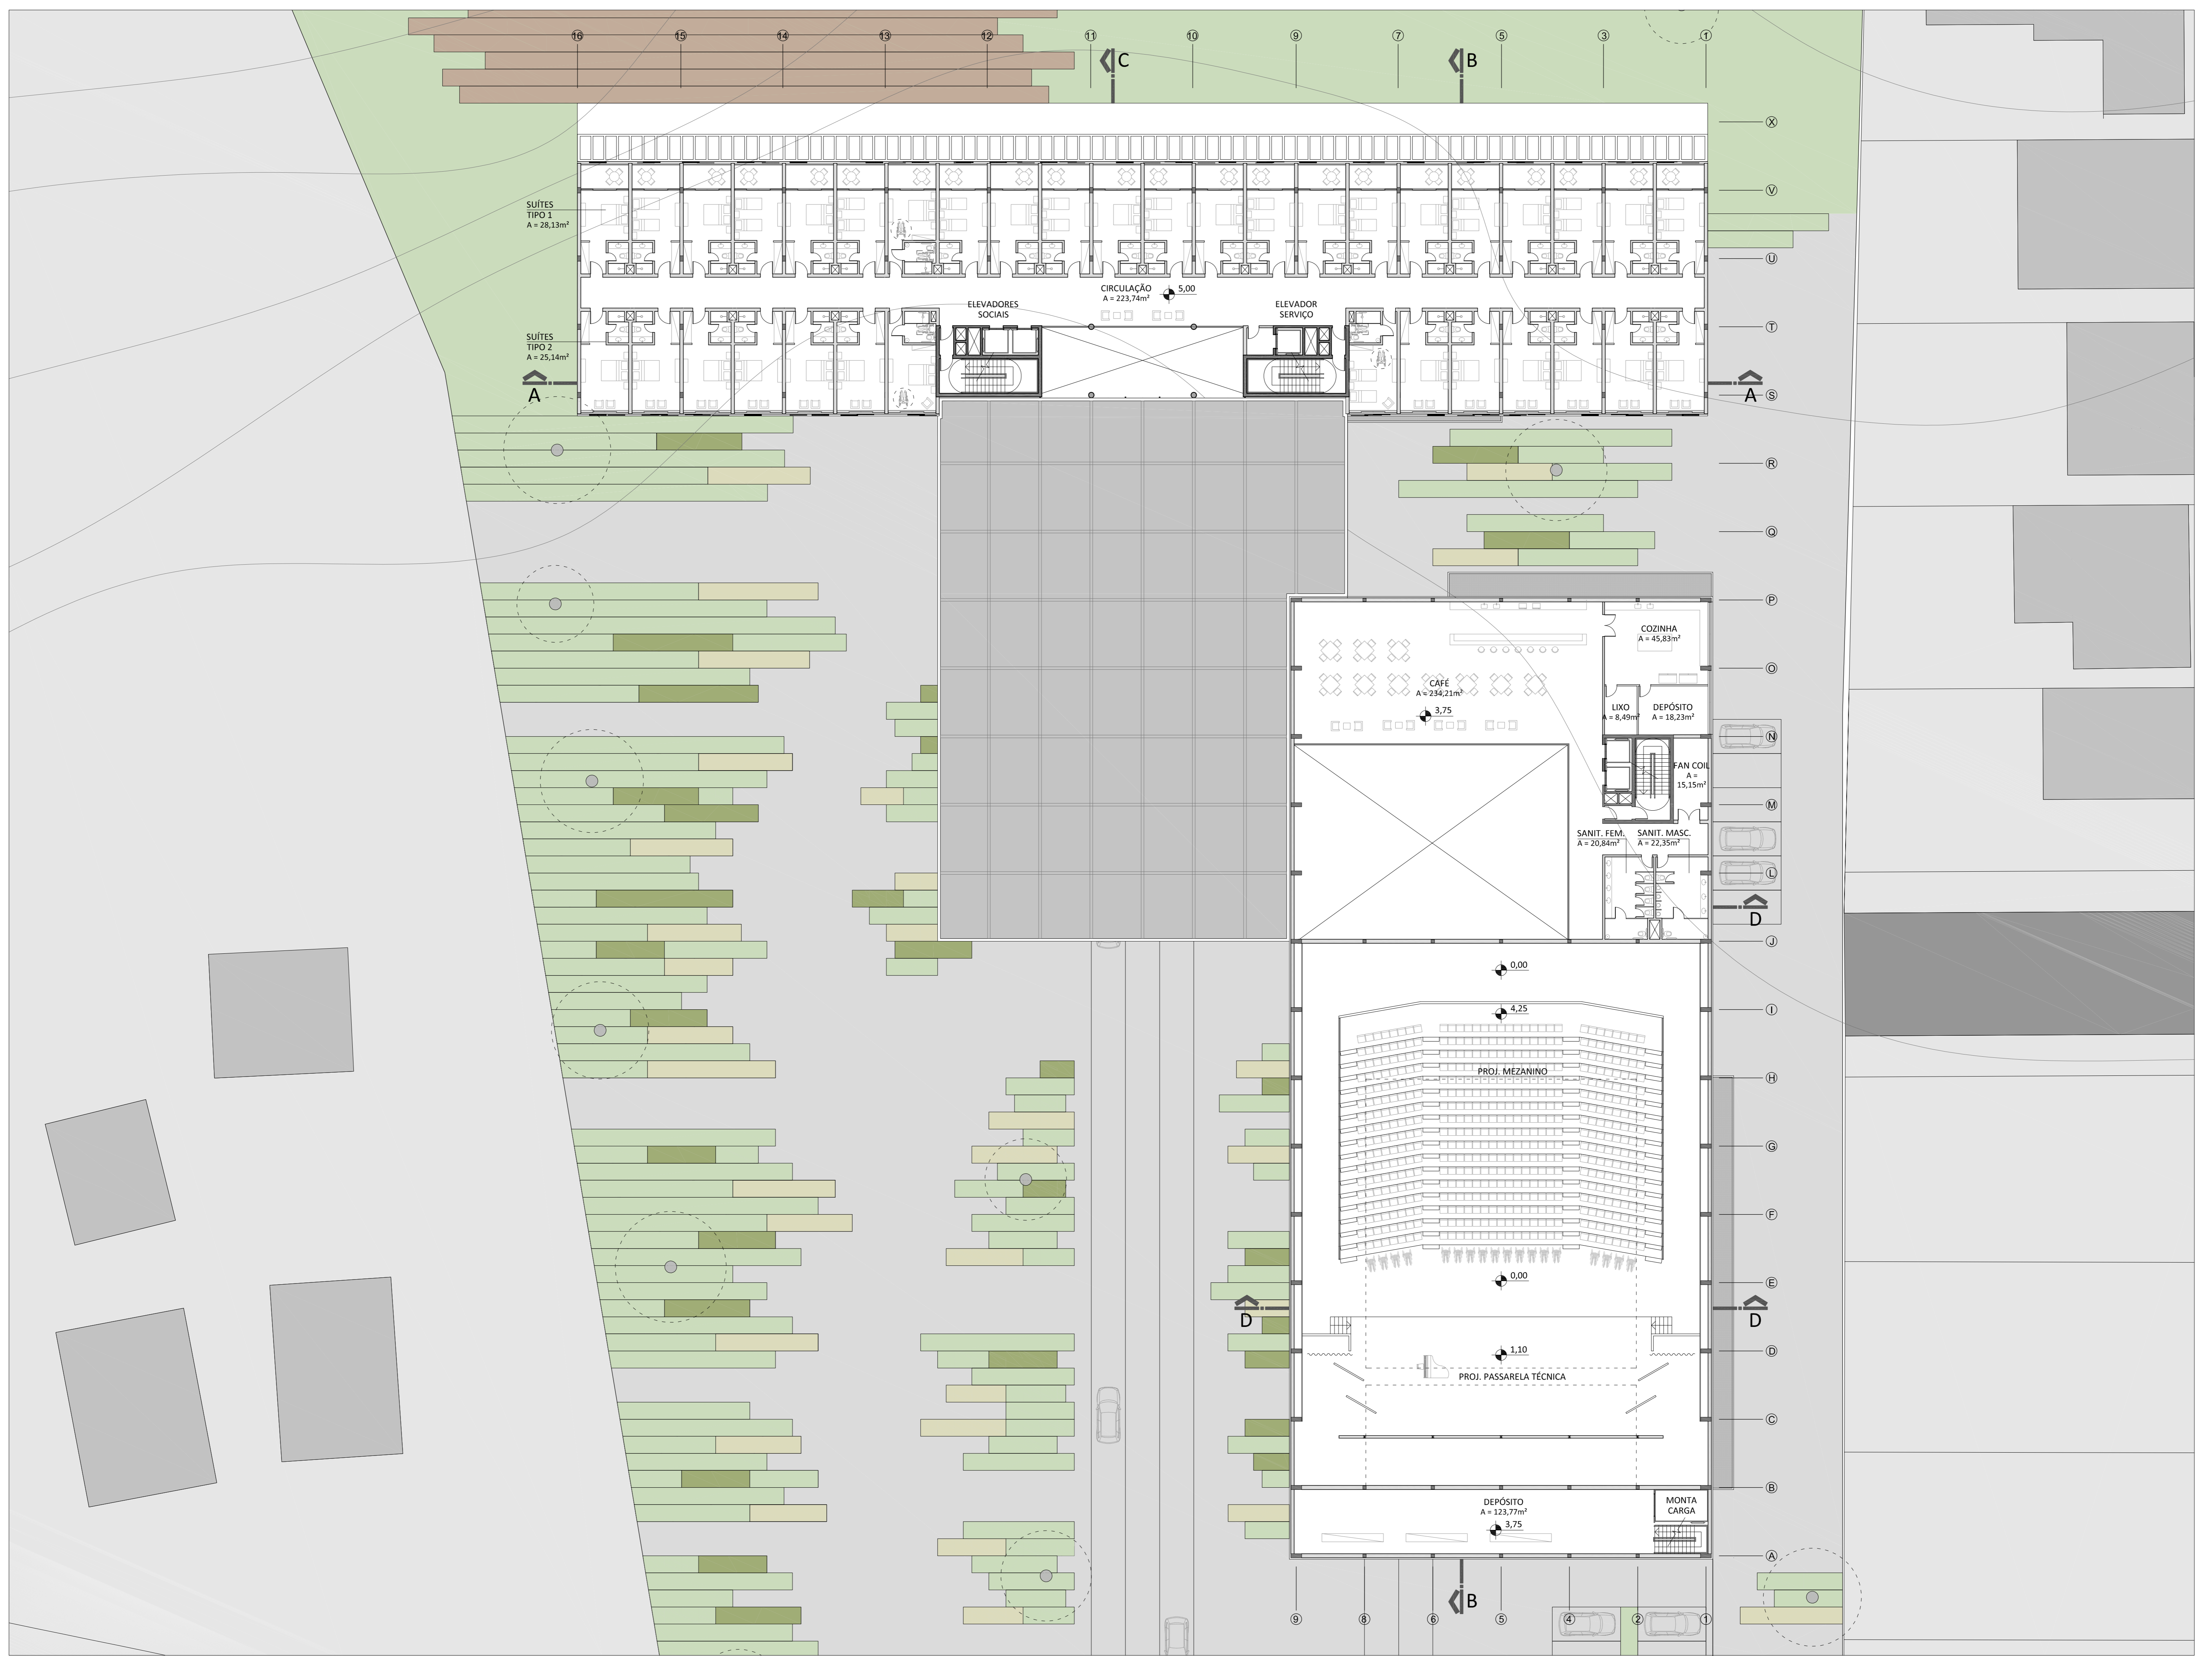 16 15 14 13 12 11 10 9 7 5 3 1
C
B
X
V
SUÍTES
TIPO 1
A = 28,13m²
U
CIRCULAÇÃO
A = 223,74m²
5,00
ELEVADORES
SOCIAIS
ELEVADOR
SERVIÇO
T
SUÍTES
TIPO 2
A = 25,14m²
A
A
S
R
Q
P
COZINHA
A = 45,83m²
O
CAFÉ
A = 234,21m²
3,75
LIXO
A = 8,49m²
DEPÓSITO
A = 18,23m²
N
FAN COIL
A =
15,15m²
M
SANIT. FEM.
A = 20,84m²
SANIT. MASC.
A = 22,35m²
L
D
J
0,00
I
4,25
PROJ. MEZANINO
H
G
F
0,00
E
D
D
1,10
D
PROJ. PASSARELA TÉCNICA
C
B
DEPÓSITO
A = 123,77m²
3,75
MONTA
CARGA
A
B
9 8 6 5 4 2 1